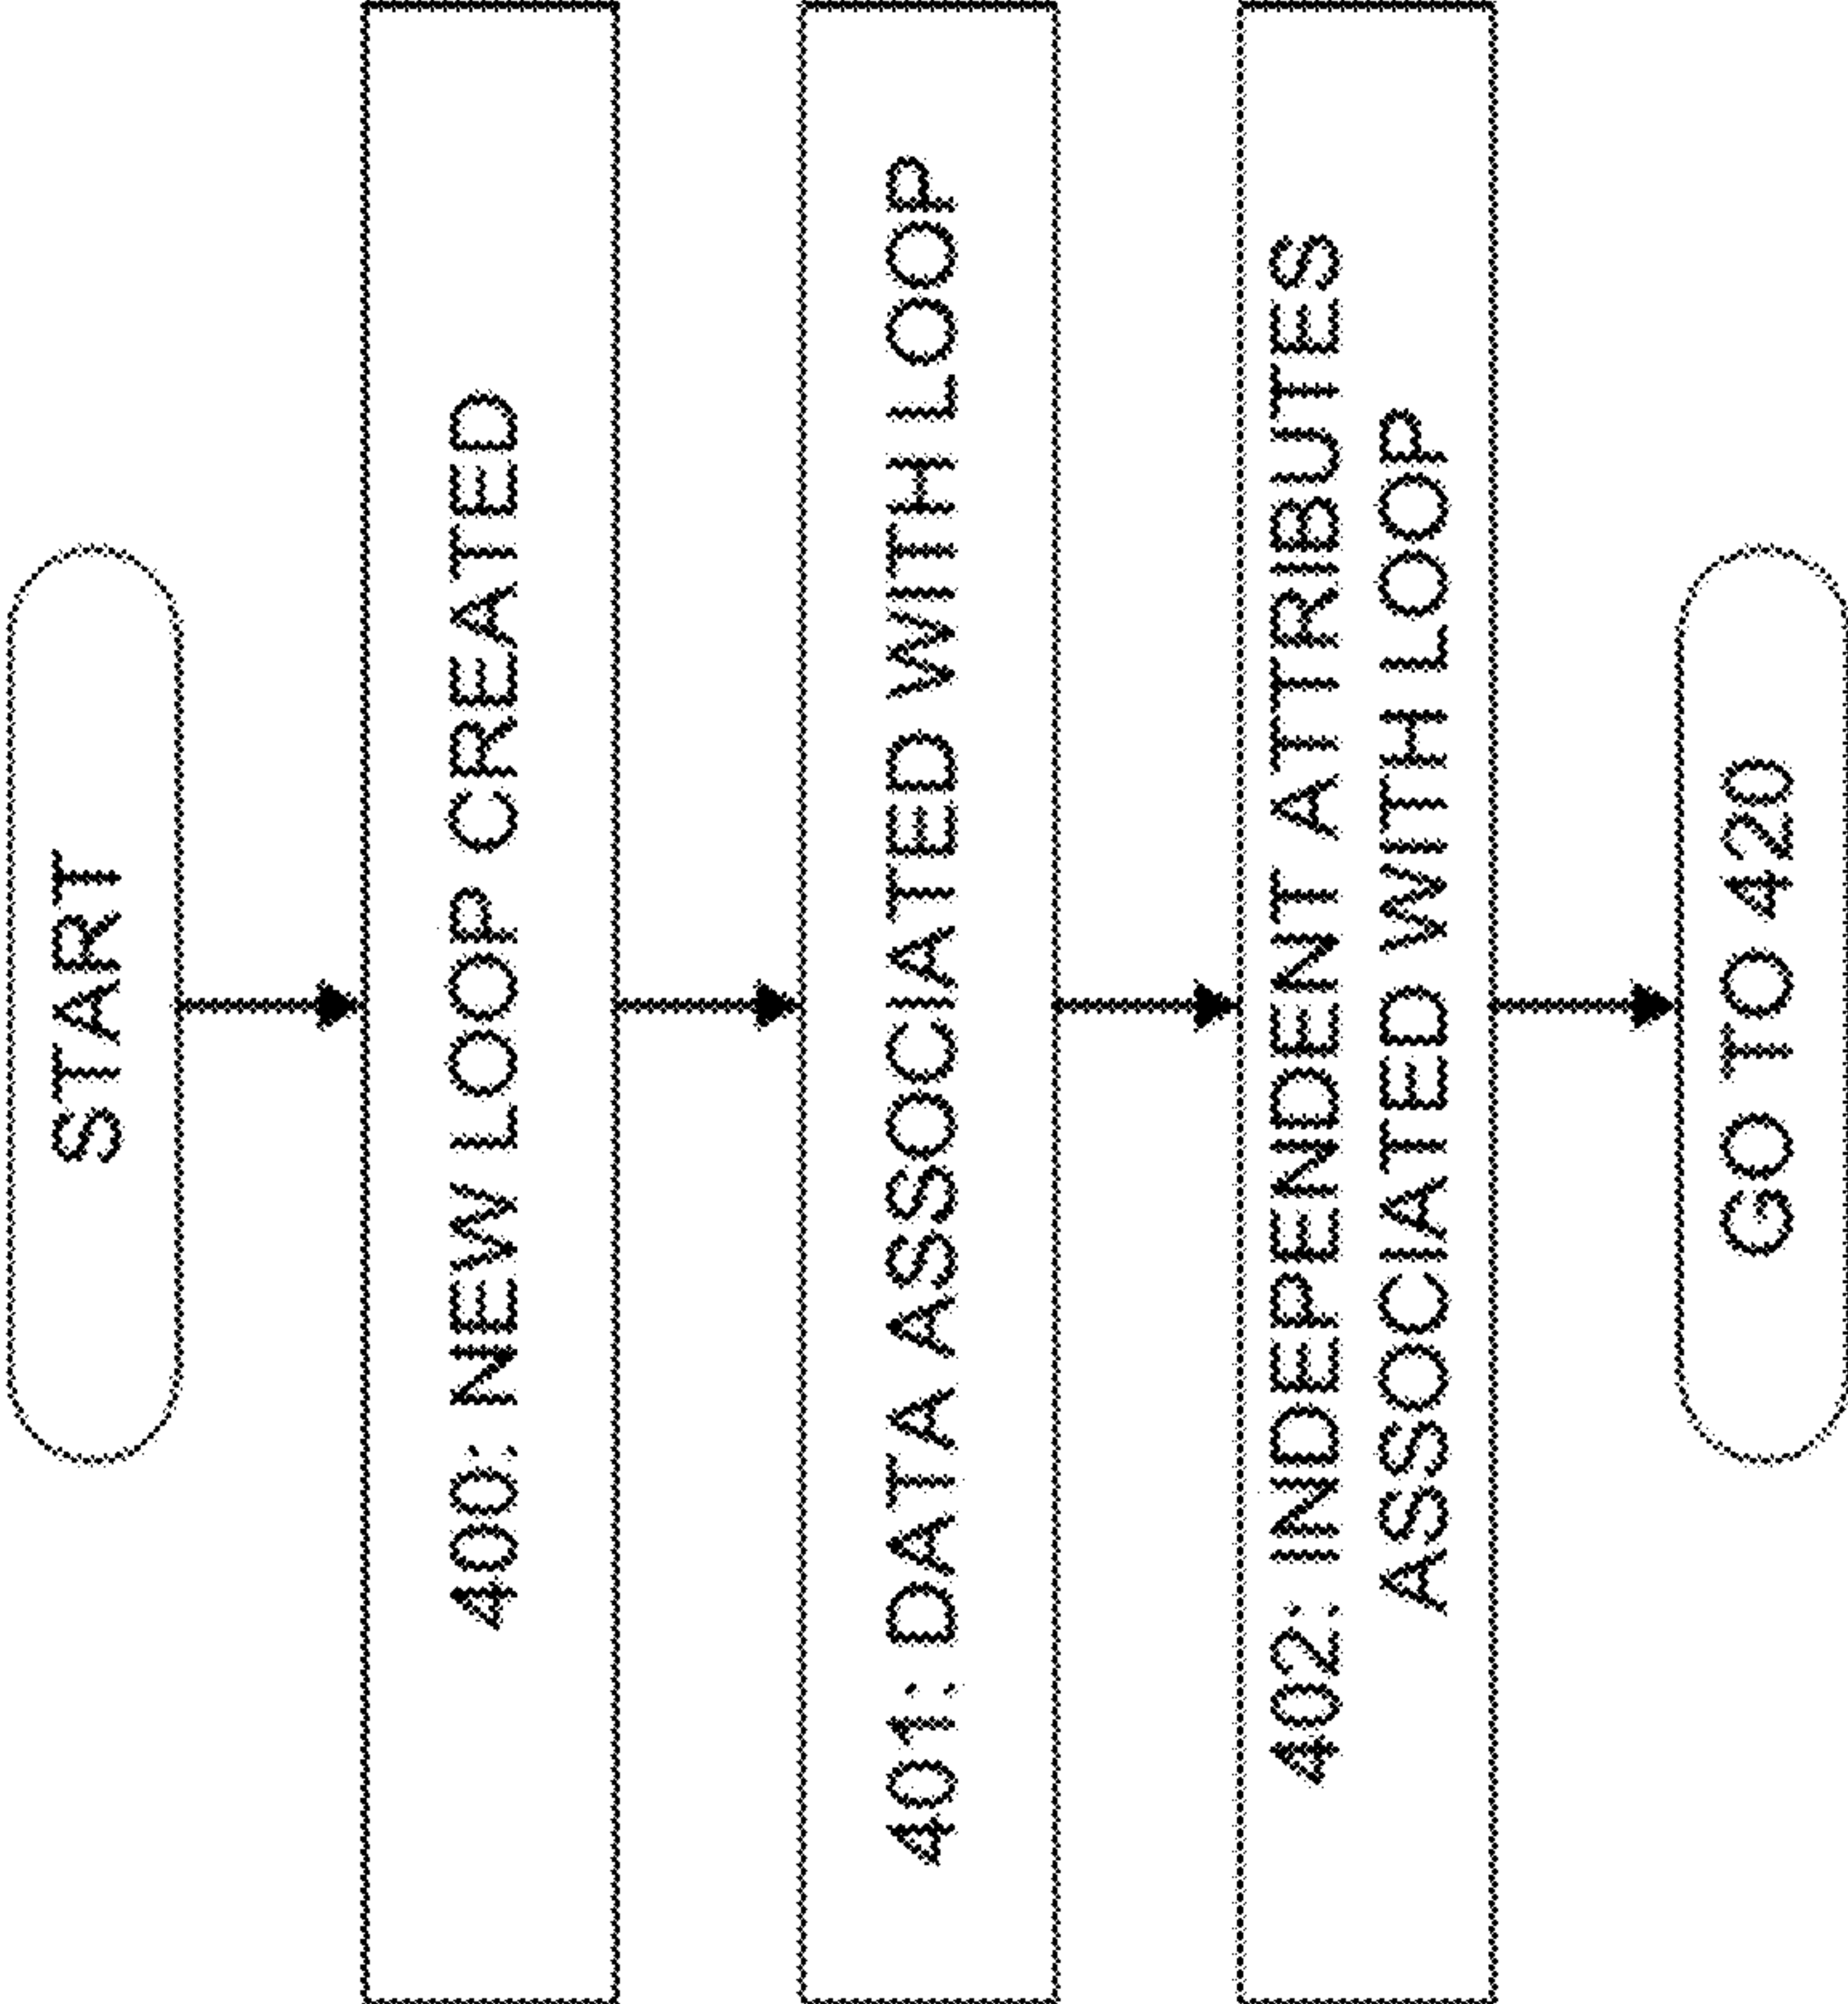 START
400: NEW LOOP CREATED
401: DATA ASSOCIATED WITH LOOP
402: INDEPENDENT ATTRIBUTES
ASSOCIATED WITH LOOP
GO TO 420